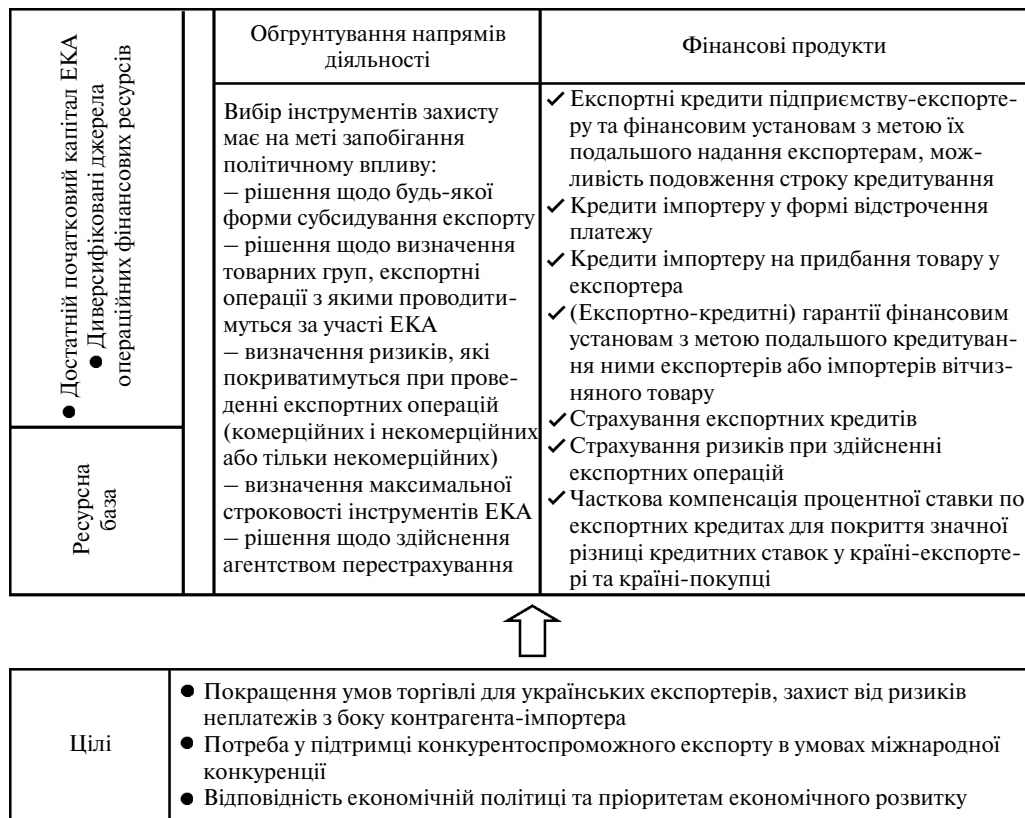 ● Достатній початковий капітал ЕКА
● Диверсифіковані джерела
операційних фінансових ресурсів
Ресурсна
база
Обгрунтування напрямів
діяльності
Вибір інструментів захисту
має на меті запобігання
політичному впливу:
– рішення щодо будь-якої
форми субсидування експорту
– рішення щодо визначення
товарних груп, експортні
операції з якими проводити-
муться за участі ЕКА
– визначення ризиків, які
покриватимуться при прове-
денні експортних операцій
(комерційних і некомерційних
або тільки некомерційних)
– визначення максимальної
строковості інструментів ЕКА
– рішення щодо здійснення
агентством перестрахування
Фінансові продукти
✓ Експортні кредити підприємству-експорте-
ру та фінансовим установам з метою їх
подальшого надання експортерам, мож-
ливість подовження строку кредитування
✓ Кредити імпортеру у формі відстрочення
платежу
✓ Кредити імпортеру на придбання товару у
експортера
✓ (Експортно-кредитні) гарантії фінансовим
установам з метою подальшого кредитуван-
ня ними експортерів або імпортерів вітчиз-
няного товару
✓ Страхування експортних кредитів
✓ Страхування ризиків при здійсненні
експортних операцій
✓ Часткова компенсація процентної ставки по
експортних кредитах для покриття значної
різниці кредитних ставок у країні-експорте-
рі та країні-покупці
Цілі
● Покращення умов торгівлі для українських експортерів, захист від ризиків
неплатежів з боку контрагента-імпортера
● Потреба у підтримці конкурентоспроможного експорту в умовах міжнародної
конкуренції
● Відповідність економічній політиці та пріоритетам економічного розвитку